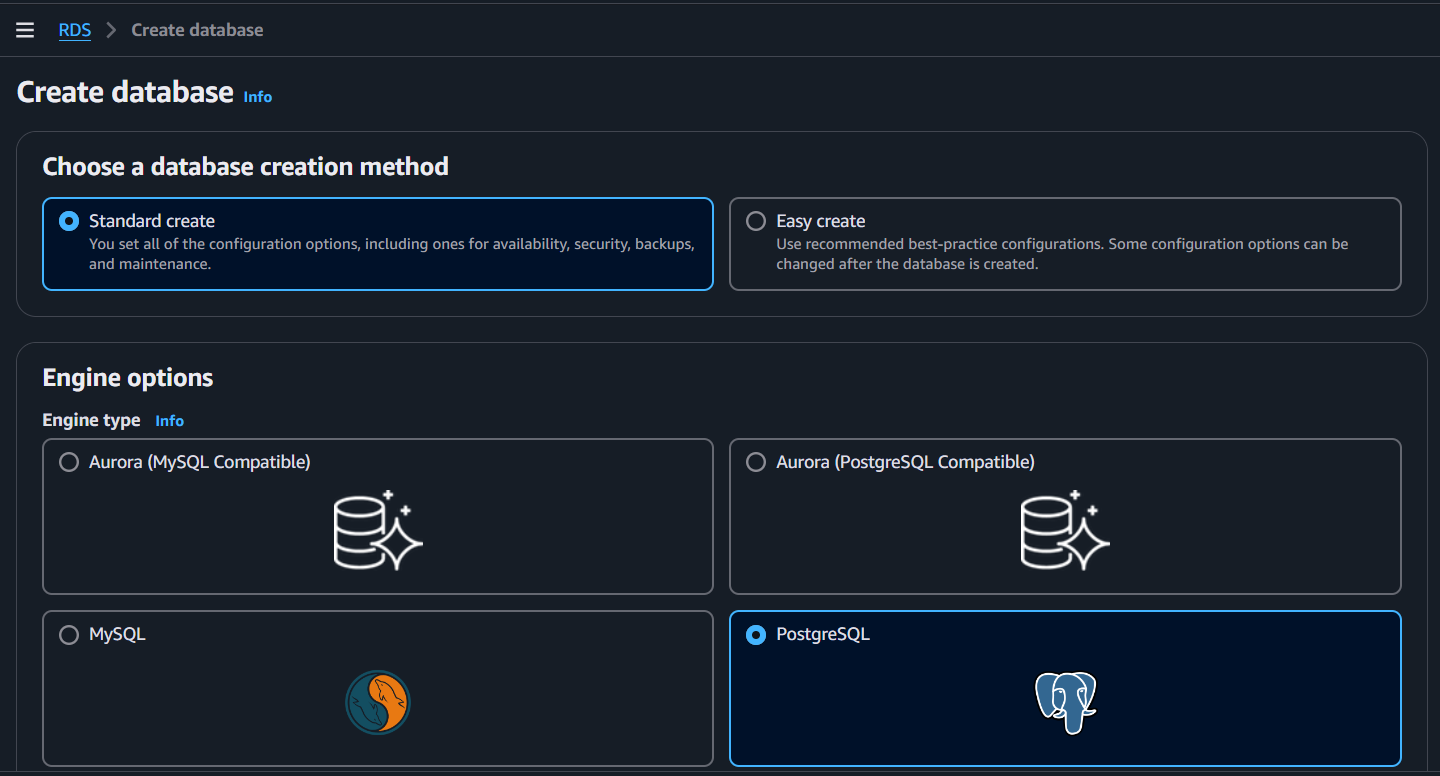 RDS > Create database
Create database Info
Choose a database creation method
Standard create
You set all of the configuration options, including ones for availability, security, backups,
and maintenance.
Easy create
Use recommended best-practice configurations. Some configuration options can be
changed after the database is created.
Engine options
Engine type Info
Aurora (MySQL Compatible)
Aurora (PostgreSQL Compatible)
MySQL
PostgreSQL